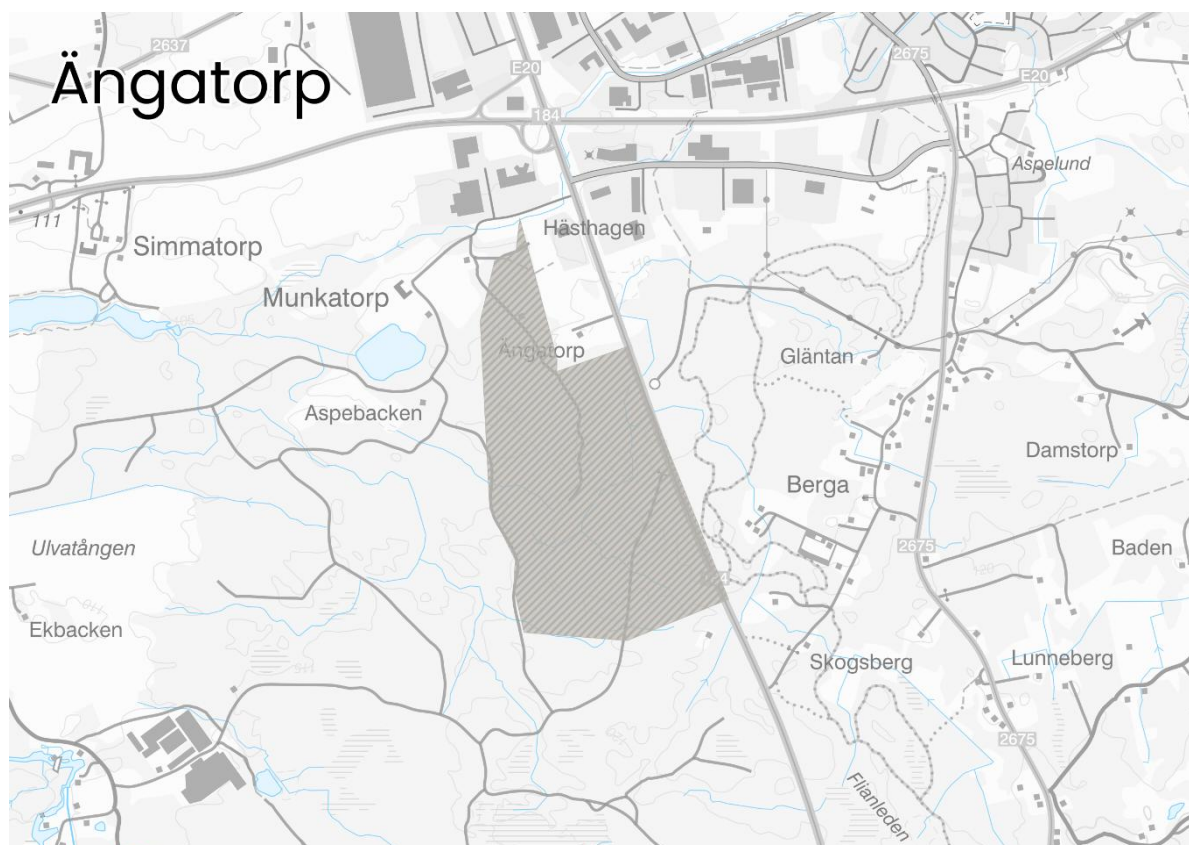 2637
Ängatorp
E20
2675
E20
184
Aspelund
111
Simmatorp
Hästhagen
Munkatorp
Ängatorp
Gläntan
Aspebacken
Damstorp
Berga
Ulvatången
2675
Baden
Ekbacken
Skogsberg
Lunneberg
2675
Flianleden